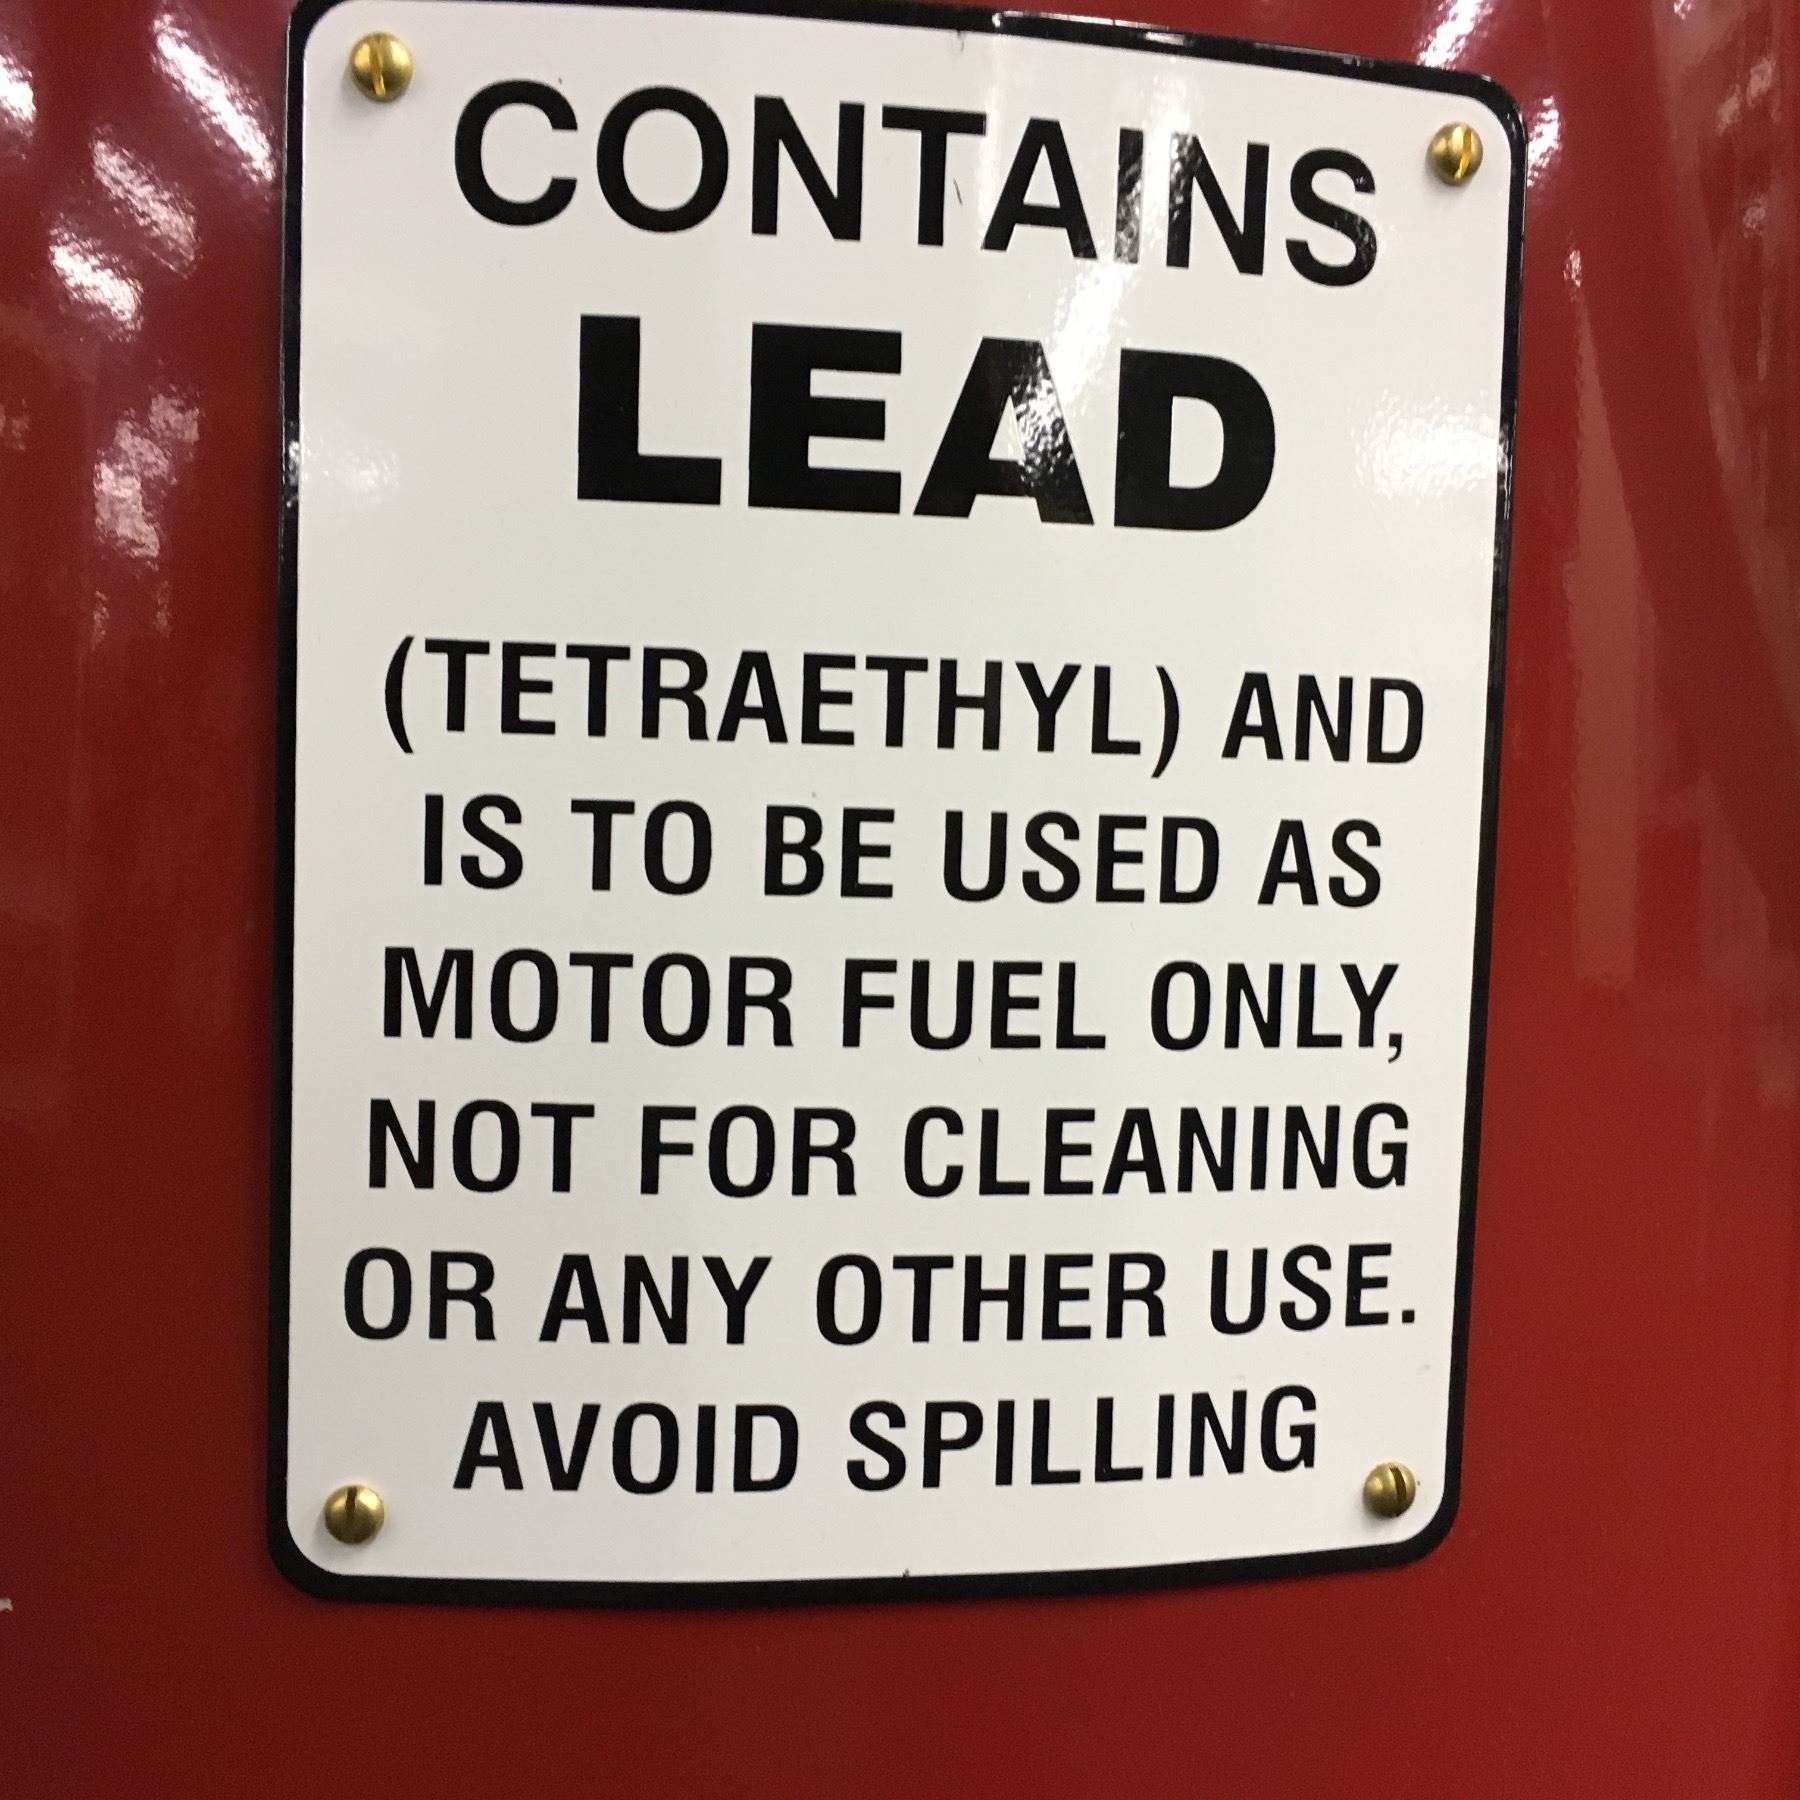 CONTAINS
LEAD
(TETRAETHYL) AND
IS TO BE USED AS
MOTOR FUEL ONLY,
NOT FOR CLEANING
OR ANY OTHER USE.
AVOID SPILLING